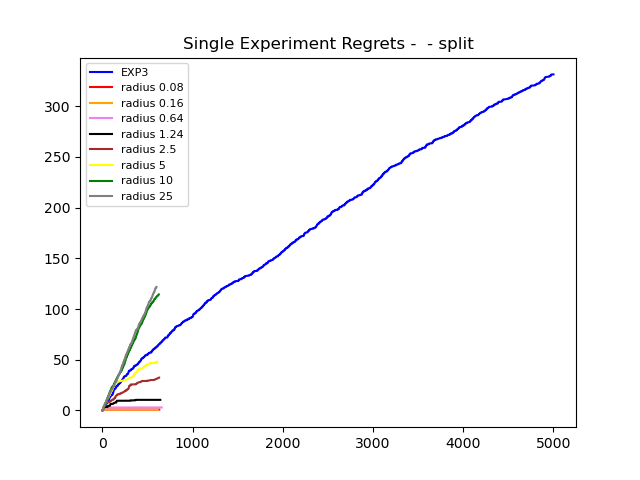 Single Experiment Regrets -  - split
EXP3
radius 0.08
radius 0.16
radius 0.64
radius 1.24
radius 2.5
radius 5
radius 10
radius 25
300
250
200
150
100
50
0
0 1000 2000 3000 4000 5000